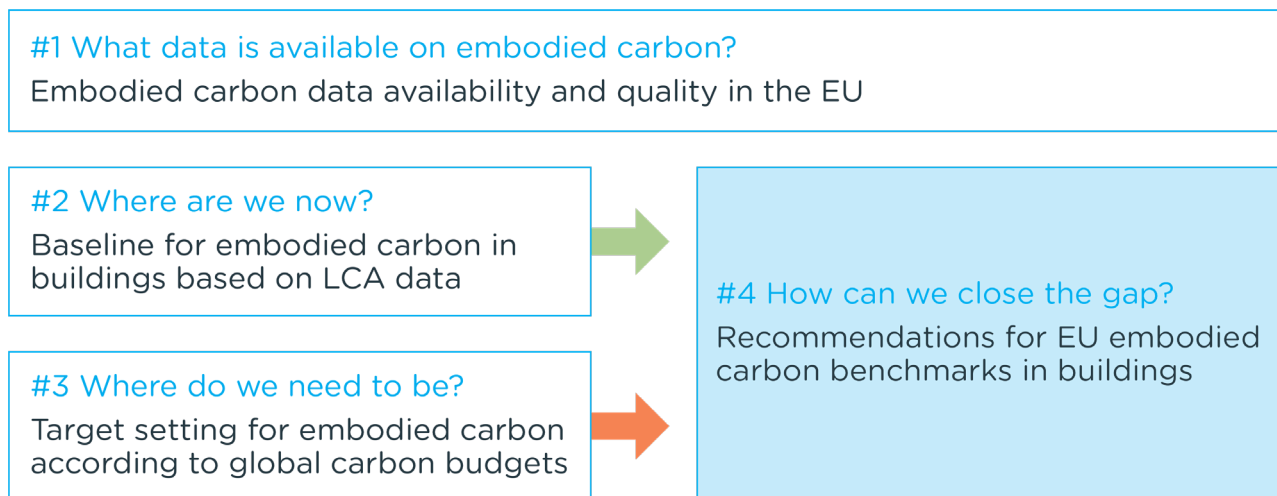 #1 What data is available on embodied carbon?
Embodied carbon data availability and quality in the EU
#2 Where are we now?
Baseline for embodied carbon in
buildings based on LCA data
#3 Where do we need to be?
Target setting for embodied carbon
according to global carbon budgets
#4 How can we close the gap?
Recommendations for EU embodied
carbon benchmarks in buildings